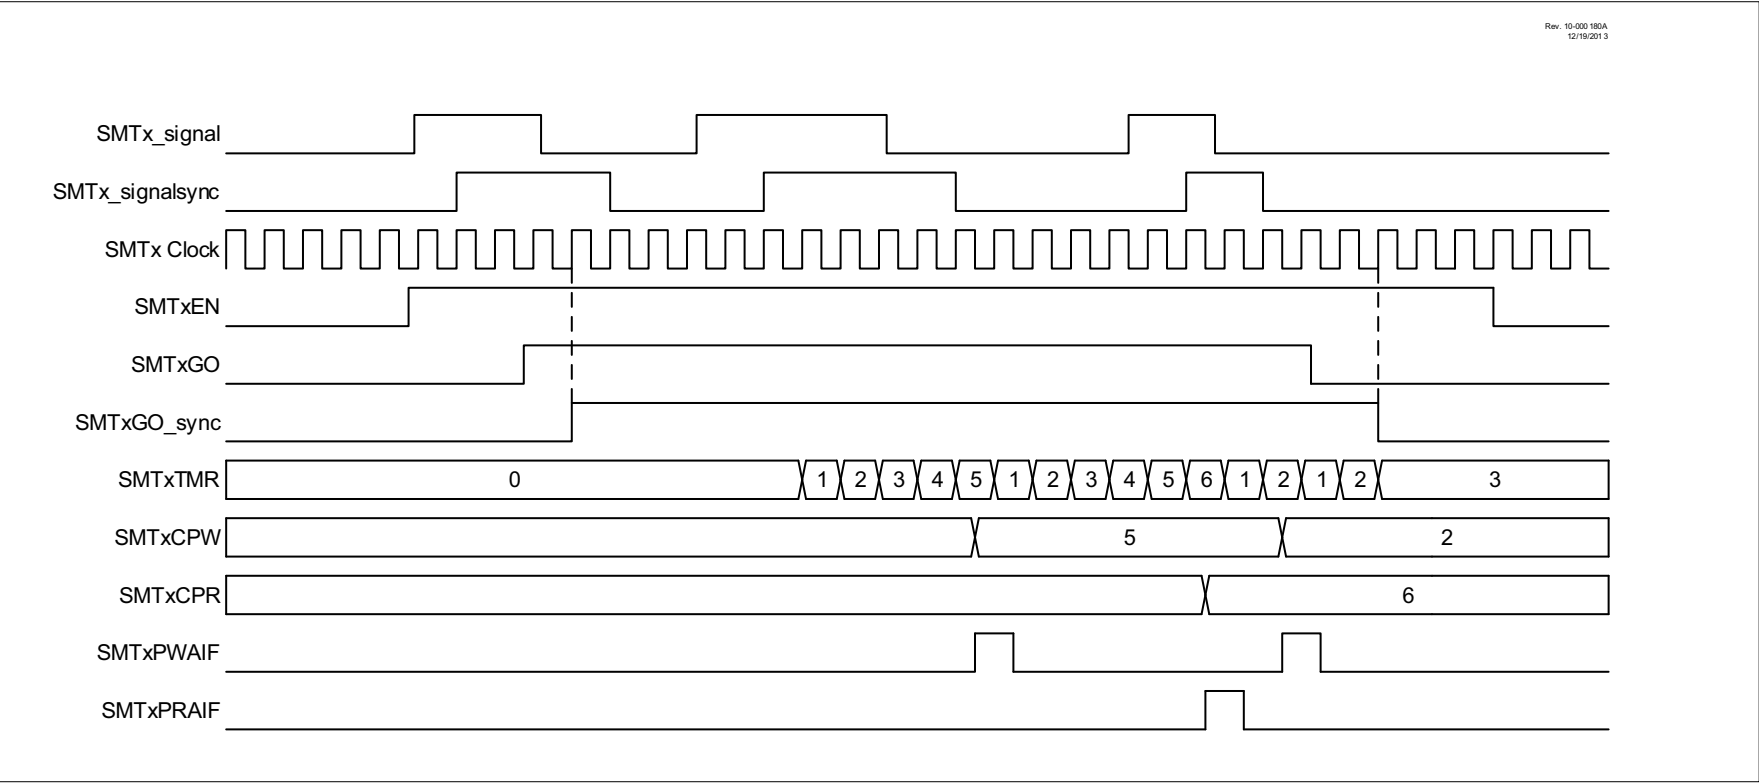 Rev. 10-000 180A
12/19/201 3
SMTx_signal
SMTx_signalsync
SMTx Clock
SMTxEN
SMTxGO
SMTxGO_sync
SMTxTMR 0 1 2 3 4 5 1 2 3 4 5 6 1 2 1 2 3
SMTxCPW 5 2
SMTxCPR 6
SMTxPWAIF
SMTxPRAIF